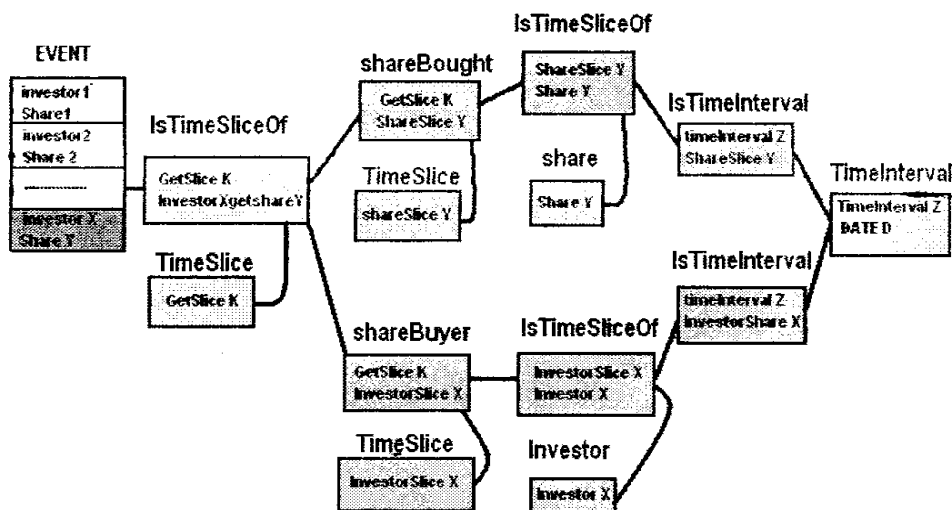 EVENT
investor1
Share1
investor2
Share 2
------------
investor X
Share Y
IsTimeSliceOf
GetSlice K
InvestorXgetshareY
TimeSlice
GetSlice K
shareBought
GetSlice K
ShareSlice Y
TimeSlice
shareSlice Y
IsTimeSliceOf
ShareSlice Y
Share Y
share
Share Y
IsTimeInterval
timeInterval Z
ShareSlice Y
TimeInterval
TimeInterval Z
DATE D
IsTimeInterval
timeInterval Z
InvestorShare X
shareBuyer
GetSlice K
InvestorSlice X
TimeSlice
InvestorSlice X
IsTimeSliceOf
InvestorSlice X
Investor X
Investor
Investor X